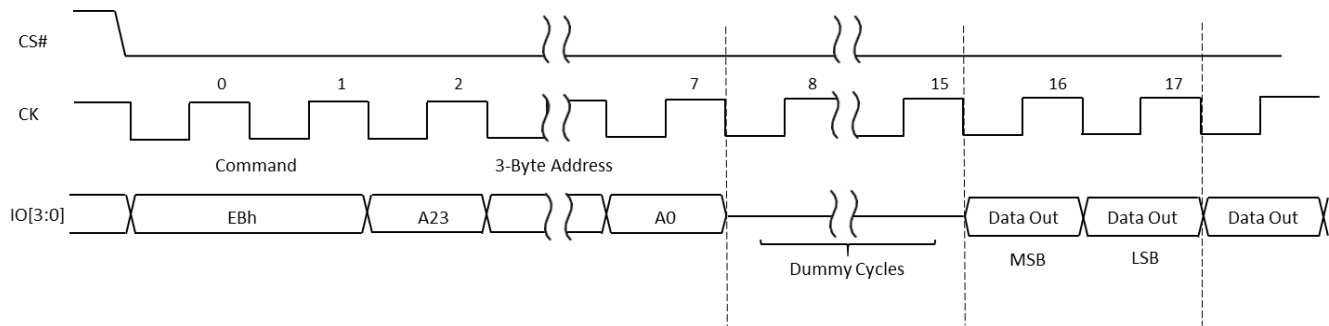 CS#
0 1 2 7 8 15 16 17
CK
Command 3-Byte Address
IO[3:0] EBh A23 A0 Data Out Data Out Data Out
Dummy Cycles MSB LSB